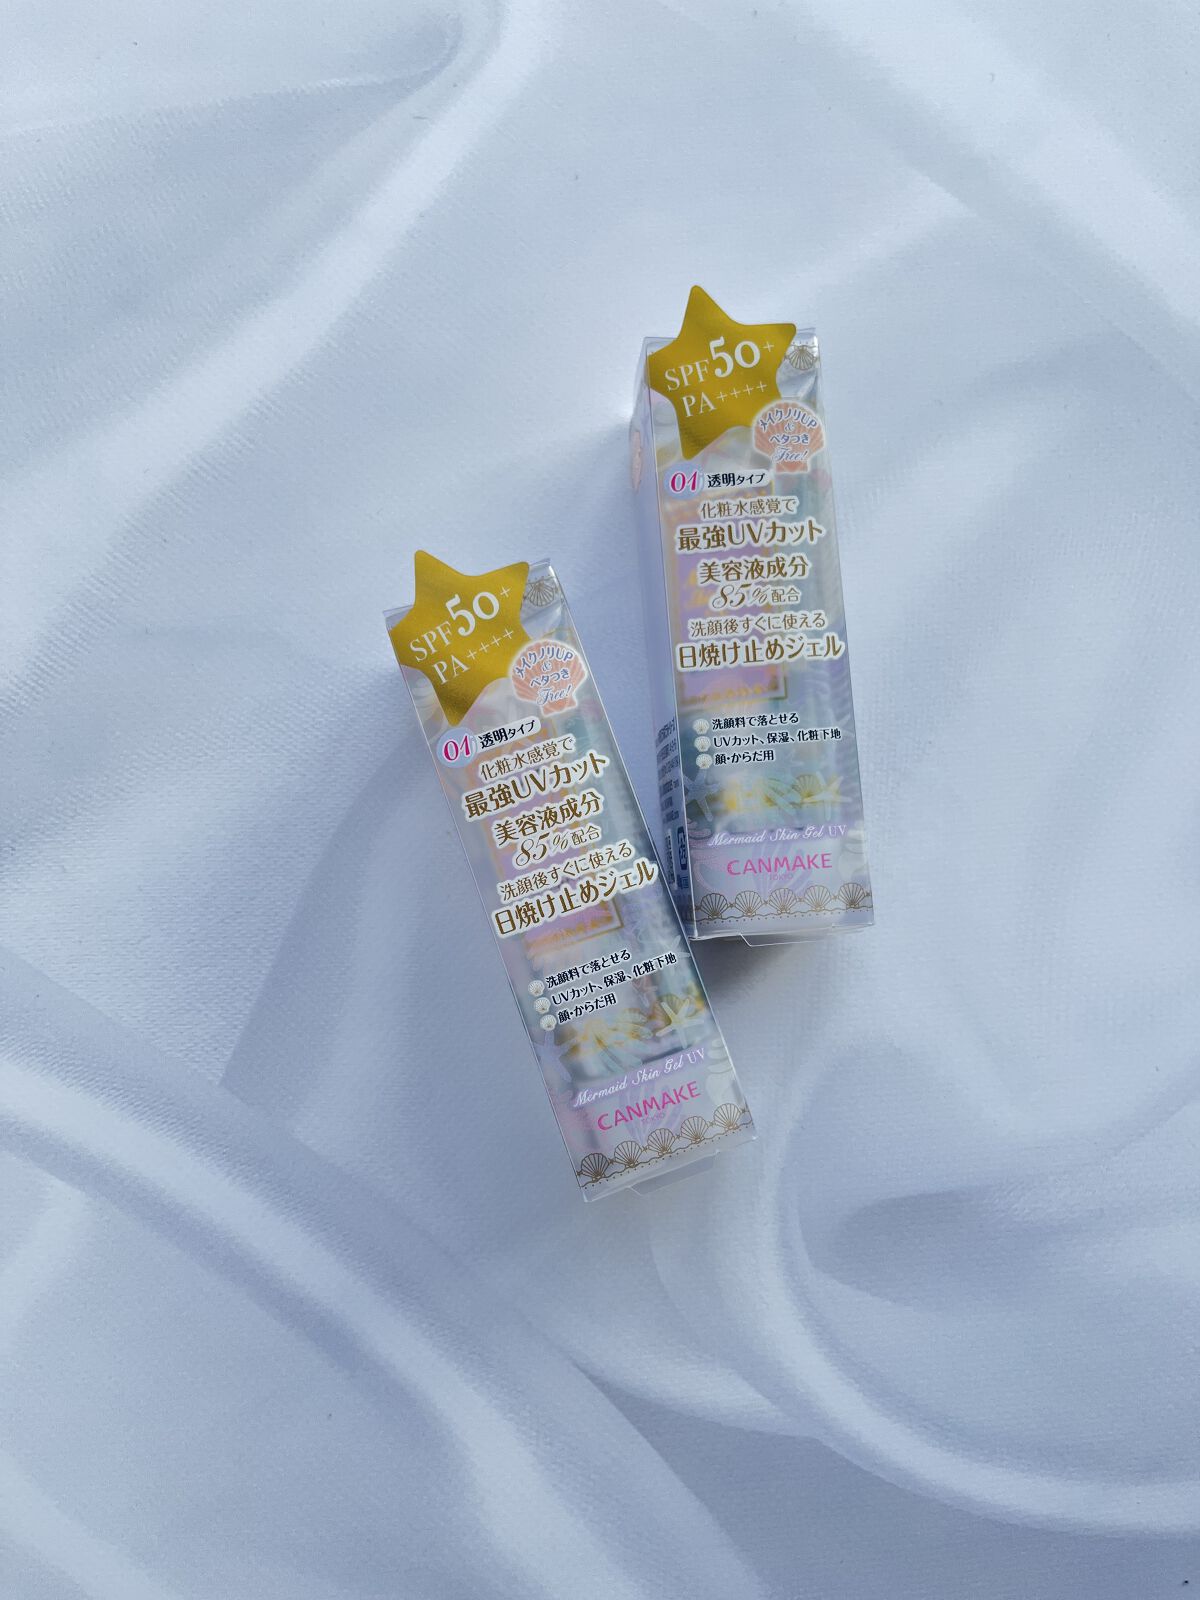 SPF50+
PA++++
メイクノリUP
&
ベタつき
Free!
01 透明タイプ
化粧水感覚で
最強UVカット
美容液成分
85%配合
洗顔後すぐに使える
日焼け止めジェル
洗顔料で落とせる
UVカット、保湿、化粧下地
顔・からだ用
Mermaid Skin Gel UV
CANMAKE
TOKYO
SPF50+
PA++++
メイクノリUP
&
ベタつき
Free!
01 透明タイプ
化粧水感覚で
最強UVカット
美容液成分
85%配合
洗顔後すぐに使える
日焼け止めジェル
洗顔料で落とせる
UVカット、保湿、化粧下地
顔・からだ用
Mermaid Skin Gel UV
CANMAKE
TOKYO